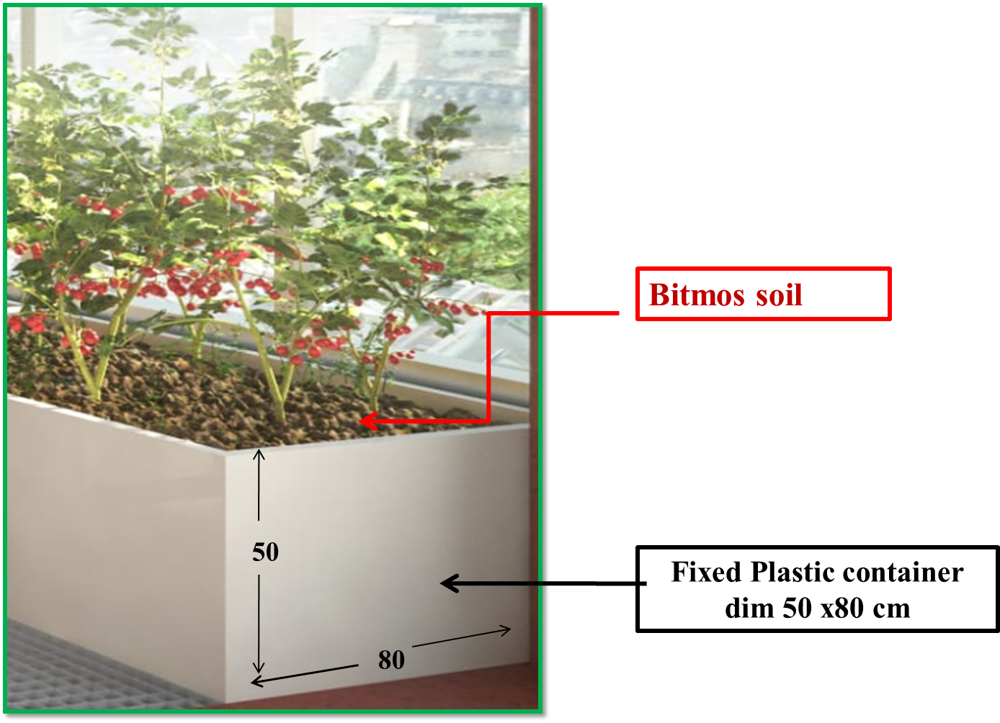 Bitmos soil
50
Fixed Plastic container
dim 50 x80 cm
80